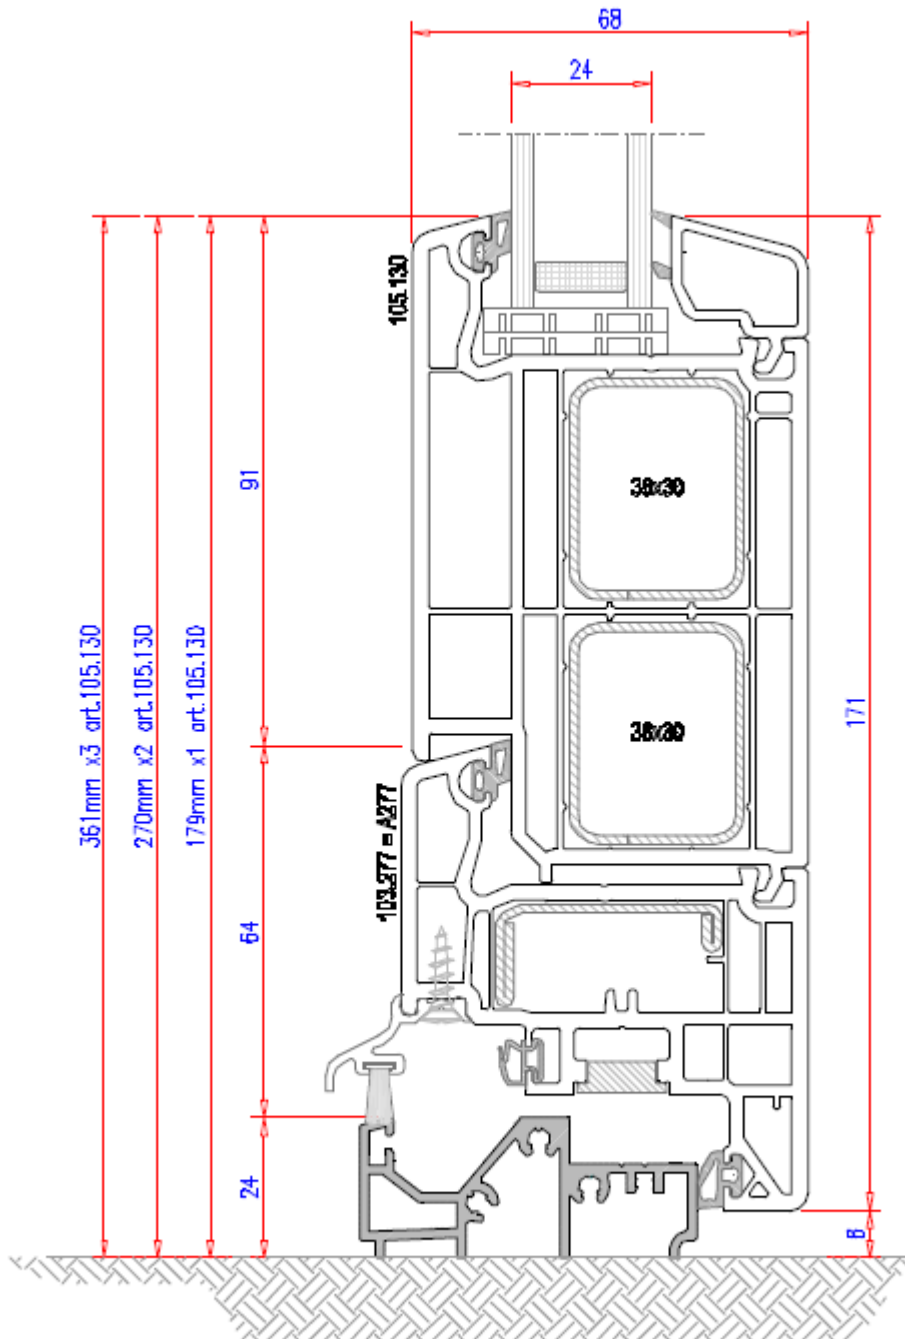 68
24
105.130
38x30
91
361mm x3 art.105.130
270mm x2 art.105.130
179mm x1 art.105.130
38x30
171
103.277 = A277
64
24
8